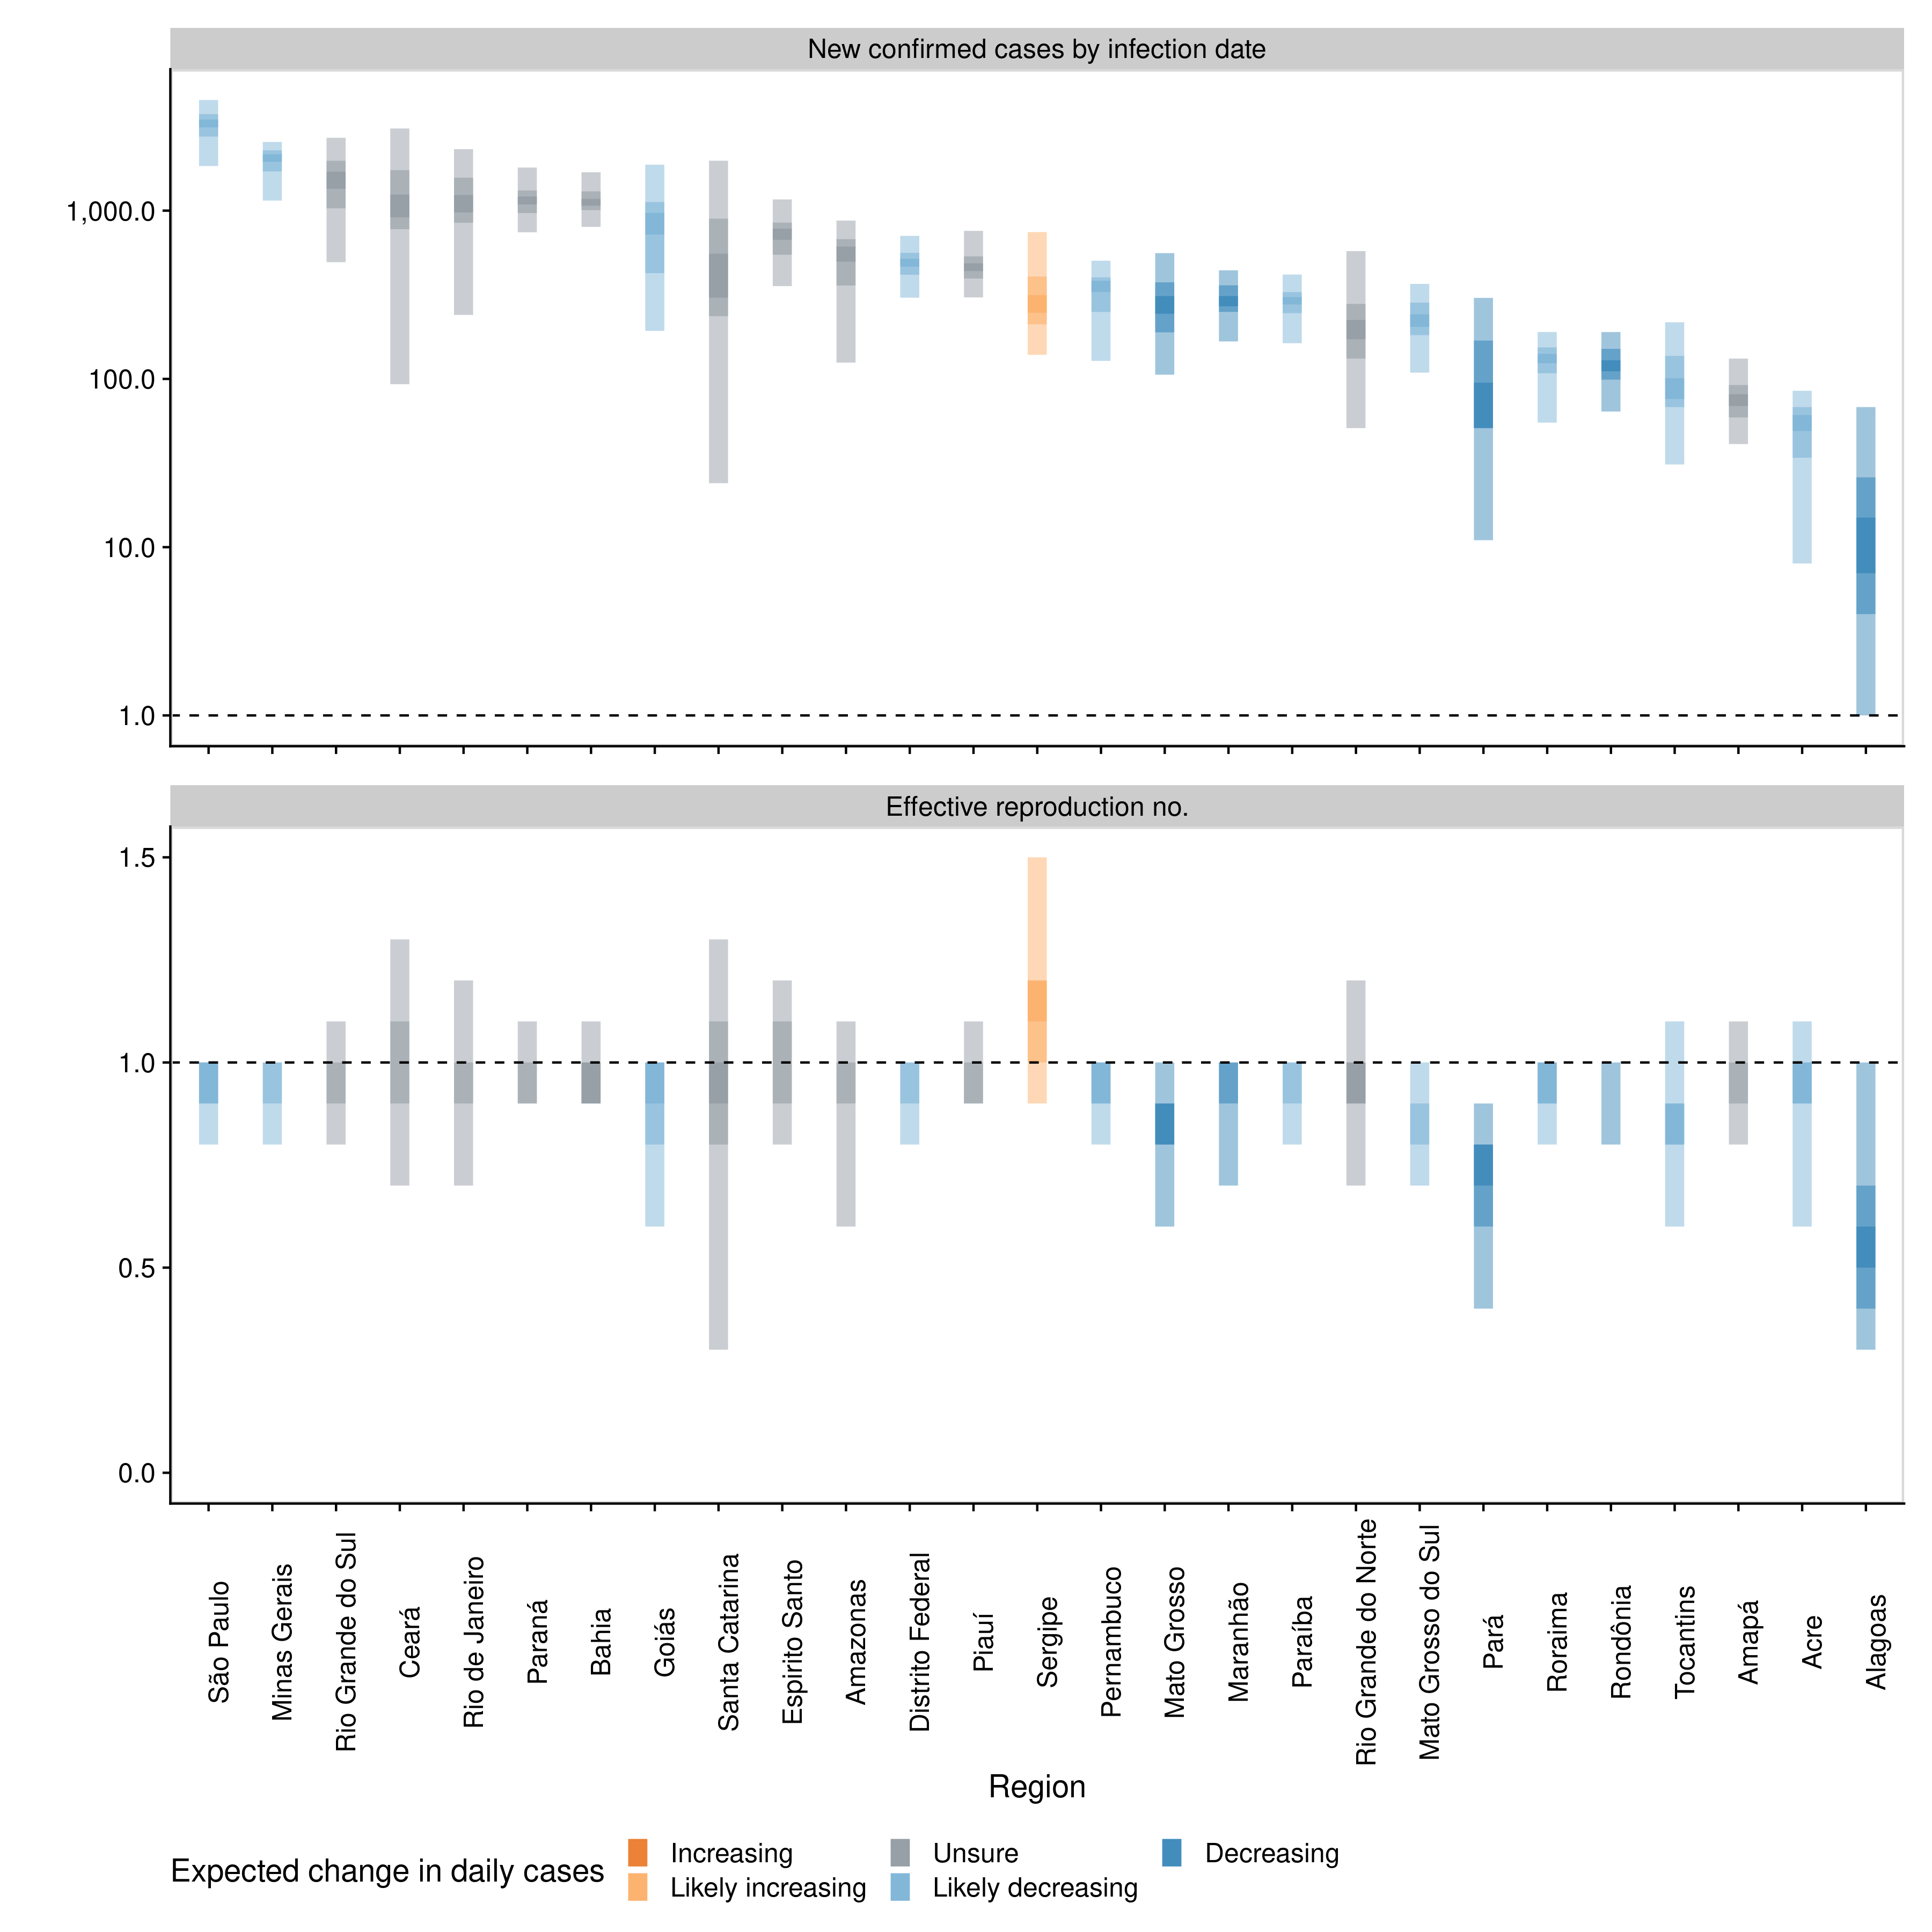 New confirmed cases by infection date
1,000.0
100.0
10.0
1.0
Effective reproduction no.
1.5
1.0
0.5
0.0
São Paulo
Minas Gerais
Rio Grande do Sul
Ceará
Rio de Janeiro
Paraná
Bahia
Goiás
Santa Catarina
Espirito Santo
Amazonas
Distrito Federal
Piauí
Sergipe
Pernambuco
Mato Grosso
Maranhão
Paraíba
Rio Grande do Norte
Mato Grosso do Sul
Pará
Roraima
Rondônia
Tocantins
Amapá
Acre
Alagoas
Region
Expected change in daily cases
Increasing
Likely increasing
Unsure
Likely decreasing
Decreasing